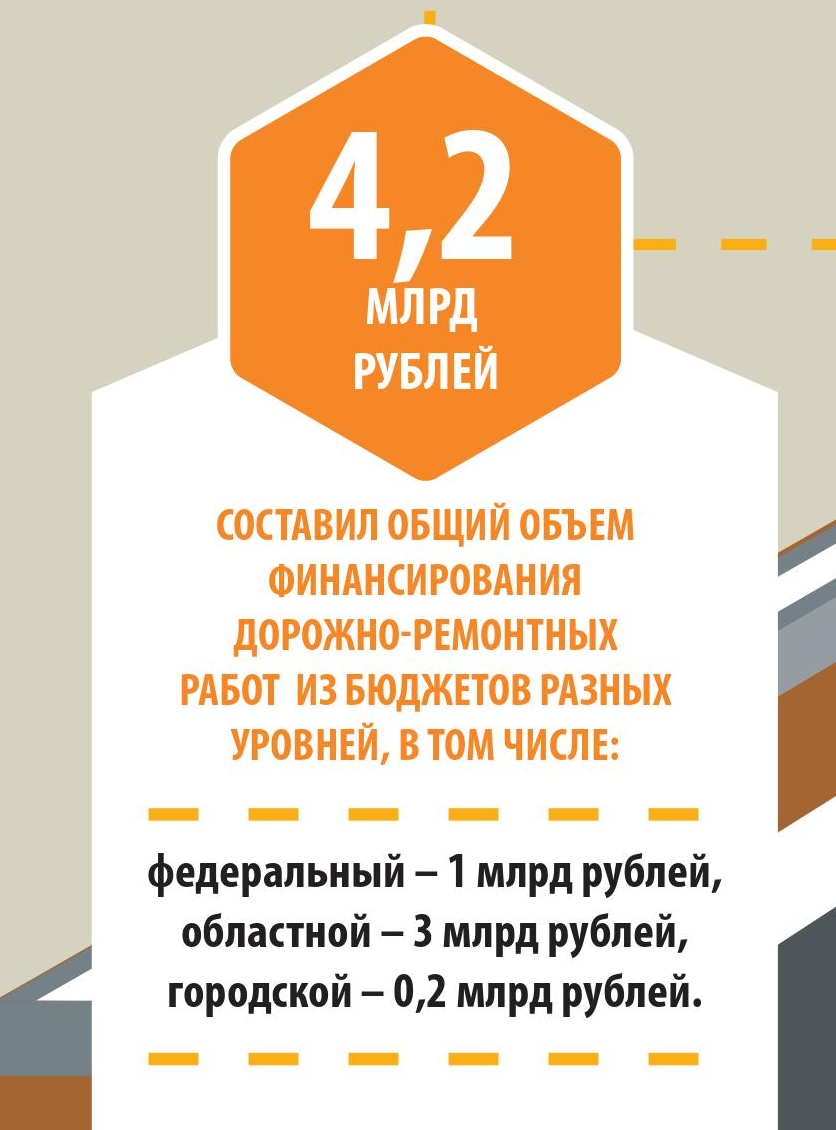 4,2
МЛРД
РУБЛЕЙ
СОСТАВИЛ ОБЩИЙ ОБЪЕМ
ФИНАНСИРОВАНИЯ
ДОРОЖНО-РЕМОНТНЫХ
РАБОТ ИЗ БЮДЖЕТОВ РАЗНЫХ
УРОВНЕЙ, В ТОМ ЧИСЛЕ:
федеральный – 1 млрд рублей,
областной – 3 млрд рублей,
городской – 0,2 млрд рублей.